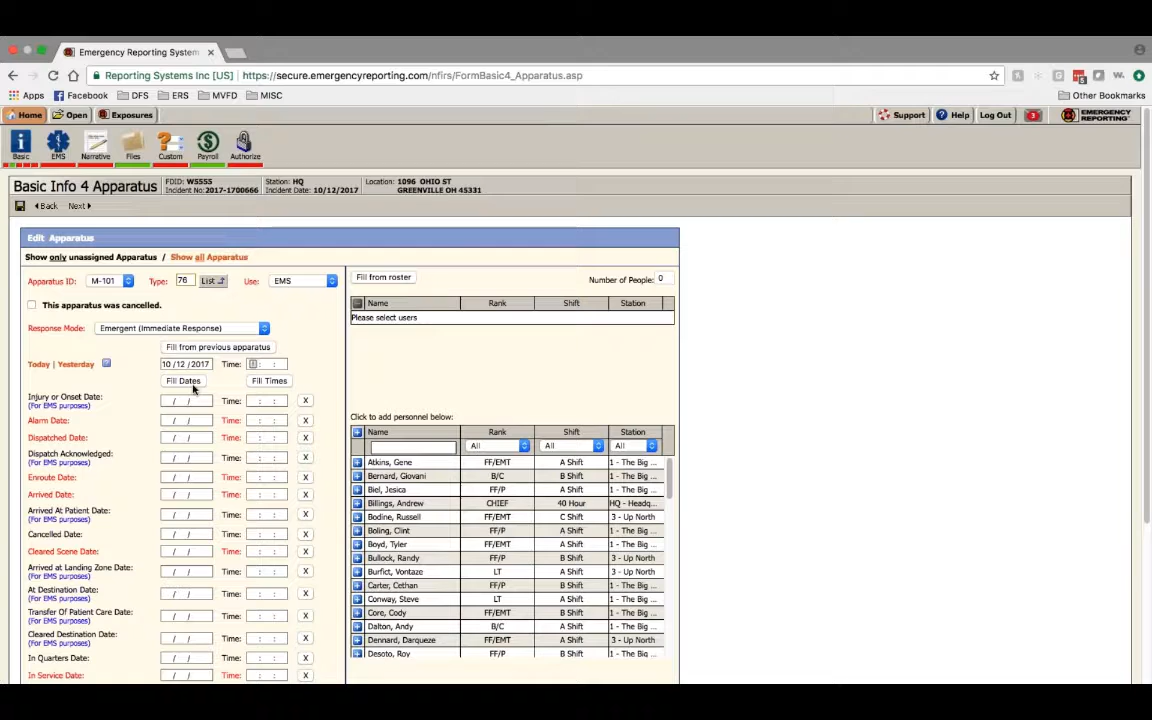 Emergency Reporting System
Reporting Systems Inc [US] https://secure.emergencyreporting.com/nfirs/FormBasic4_Apparatus.asp
Apps Facebook DFS ERS MVFD MISC Other Bookmarks
Home Open Exposures Support Help Log Out EMERGENCY REPORTING
Basic EMS Narrative Files Custom Payroll Authorize
Basic Info 4 Apparatus
FDID: W5555 Station: HQ Location: 1096 OHIO ST
Incident No:2017-1700666 Incident Date: 10/12/2017 GREENVILLE OH 45331
Back Next
Edit Apparatus
Show only unassigned Apparatus / Show all Apparatus
Apparatus ID: M-101 Type: 76 List Use: EMS
This apparatus was cancelled.
Response Mode: Emergent (Immediate Response)
Fill from previous apparatus
Today | Yesterday 10/12/2017 Time: : :
Fill Dates Fill Times
Injury or Onset Date: / / Time: : : X
(For EMS purposes)
Alarm Date: / / Time: : : X
Dispatched Date: / / Time: : : X
Dispatch Acknowledged: / / Time: : : X
(For EMS purposes)
Enroute Date: / / Time: : : X
Arrived Date: / / Time: : : X
Arrived At Patient Date: / / Time: : : X
(For EMS purposes)
Cancelled Date: / / Time: : : X
Cleared Scene Date: / / Time: : : X
Arrived at Landing Zone Date: / / Time: : : X
(For EMS purposes)
At Destination Date: / / Time: : : X
(For EMS purposes)
Transfer Of Patient Care Date: / / Time: : : X
(For EMS purposes)
Cleared Destination Date: / / Time: : : X
(For EMS purposes)
In Quarters Date: / / Time: : : X
In Service Date: / / Time: : : X
Fill from roster Number of People: 0
Name Rank Shift Station
Please select users
Click to add personnel below:
Name Rank Shift Station
All All All
Atkins, Gene FF/EMT A Shift 1 - The Big ...
Bernard, Giovani B/C B Shift 1 - The Big ...
Biel, Jesica FF/P A Shift 1 - The Big ...
Billings, Andrew CHIEF 40 Hour HQ - Headq...
Bodine, Russell FF/EMT C Shift 3 - Up North
Boling, Clint FF/P A Shift 1 - The Big ...
Boyd, Tyler FF/EMT A Shift 1 - The Big ...
Bullock, Randy FF/P B Shift 3 - Up North
Burfict, Vontaze LT A Shift 3 - Up North
Carter, Cethan FF/P B Shift 1 - The Big ...
Conway, Steve LT A Shift 1 - The Big ...
Core, Cody FF/EMT B Shift 1 - The Big ...
Dalton, Andy B/C A Shift 1 - The Big ...
Dennard, Darqueze FF/EMT A Shift 3 - Up North
Desoto, Roy FF/P B Shift 1 - The Big ...